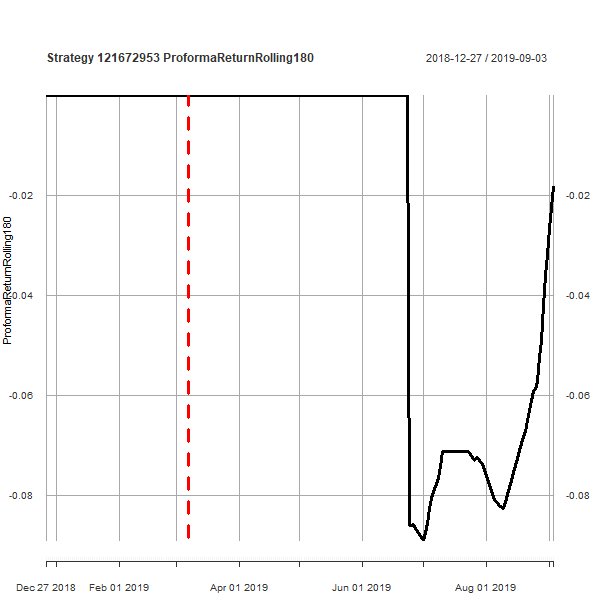 Strategy 121672953 ProformaReturnRolling180
2018-12-27 / 2019-09-03
ProformaReturnRolling180
-0.02
-0.04
-0.06
-0.08
-0.02
-0.04
-0.06
-0.08
Dec 27 2018 Feb 01 2019 Apr 01 2019 Jun 01 2019 Aug 01 2019